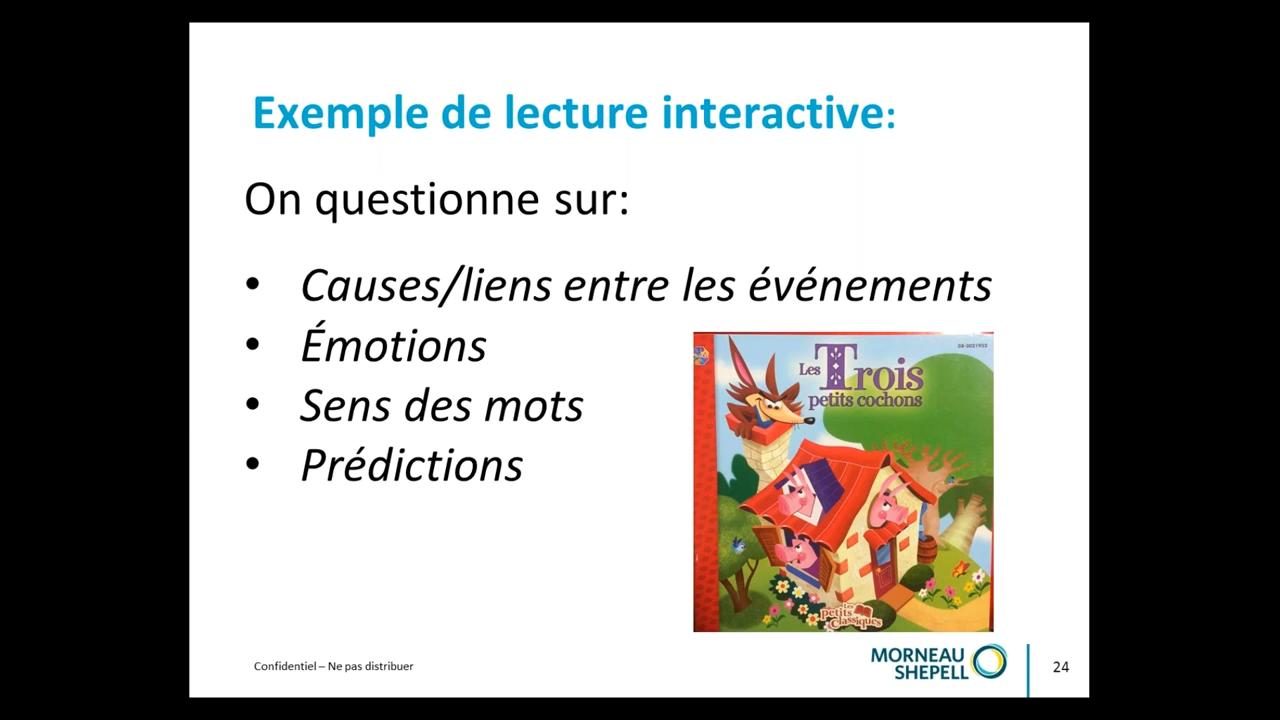 Exemple de lecture interactive:
On questionne sur:
• Causes/liens entre les événements
• Émotions
• Sens des mots
• Prédictions
Les Trois
petits cochons
Les
petits
Classiques
Confidentiel – Ne pas distribuer
MORNEAU
SHEPELL
24